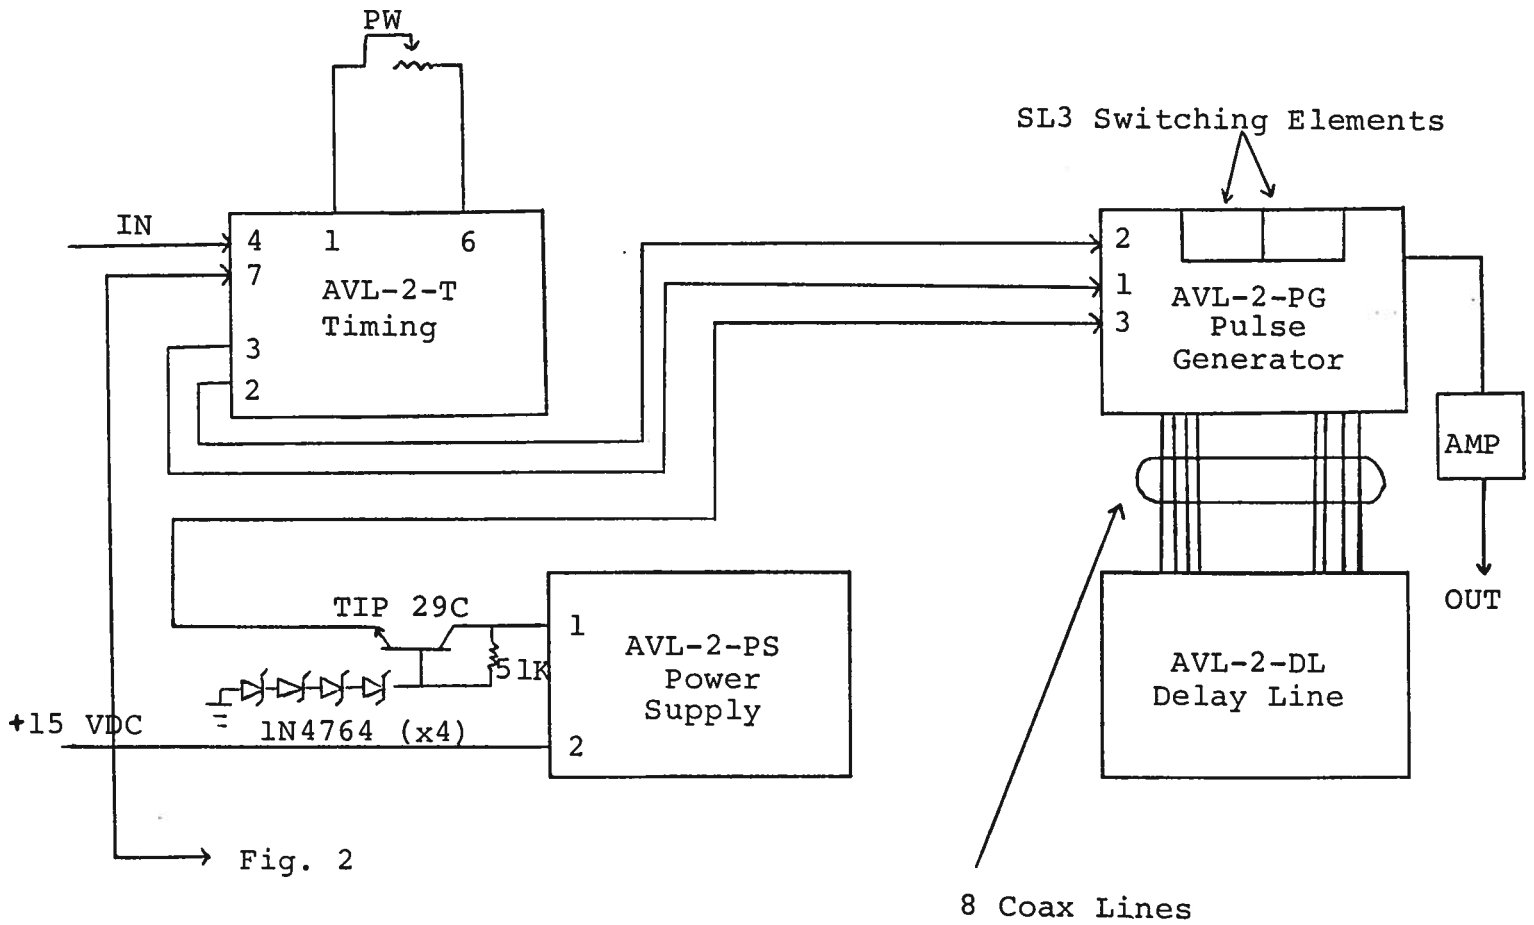 PW
SL3 Switching Elements
IN
4 1 6
7
AVL-2-T
Timing
3
2
2
1
3
AVL-2-PG
Pulse
Generator
AMP
OUT
TIP 29C
51K
1N4764 (x4)
+15 VDC
1
AVL-2-PS
Power
Supply
2
AVL-2-DL
Delay Line
Fig. 2
8 Coax Lines